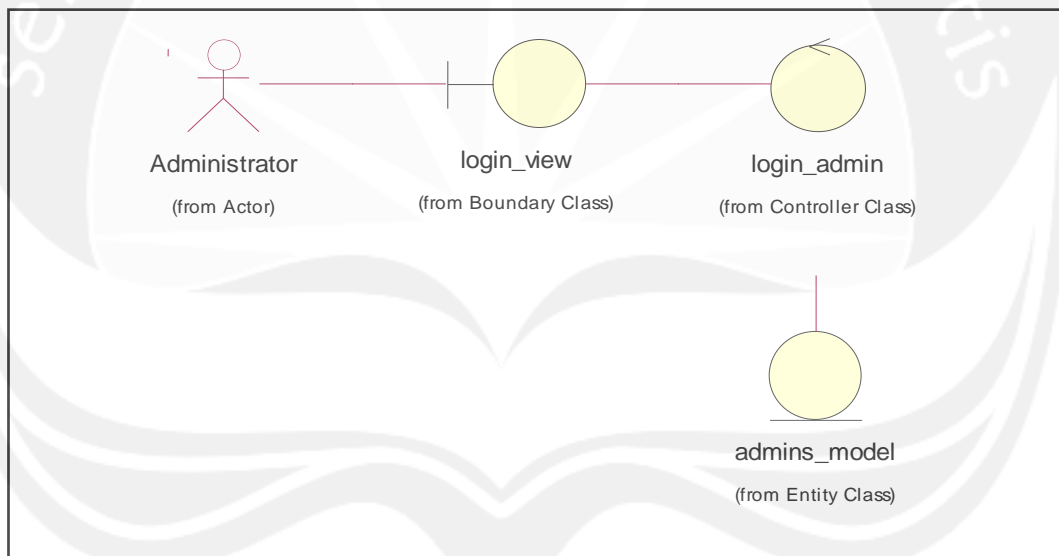 Administrator
(from Actor)
login_view
(from Boundary Class)
login_admin
(from Controller Class)
admins_model
(from Entity Class)